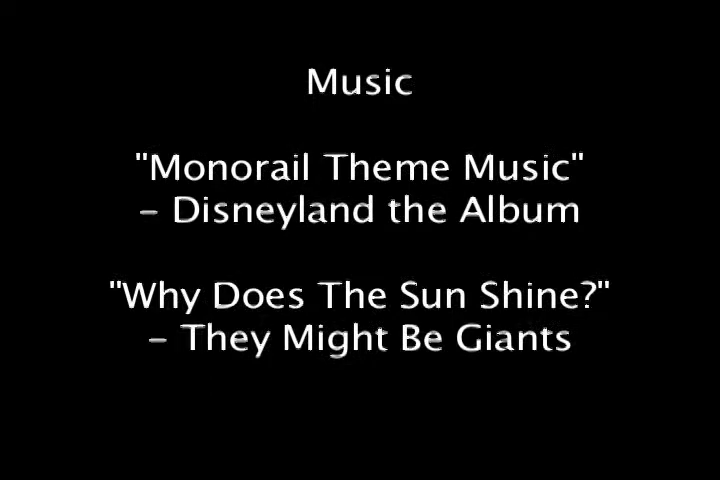 Music
"Monorail Theme Music"
– Disneyland the Album
"Why Does The Sun Shine?"
– They Might Be Giants